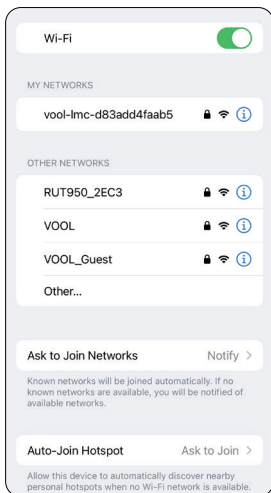 Wi-Fi
MY NETWORKS
vool-lmc-d83add4faab5
OTHER NETWORKS
RUT950_2EC3
VOOL
VOOL_Guest
Other...
Ask to Join Networks Notify
Known networks will be joined automatically. If no
known networks are available, you will be notified of
available networks.
Auto-Join Hotspot Ask to Join
Allow this device to automatically discover nearby
personal hotspots when no Wi-Fi network is available.